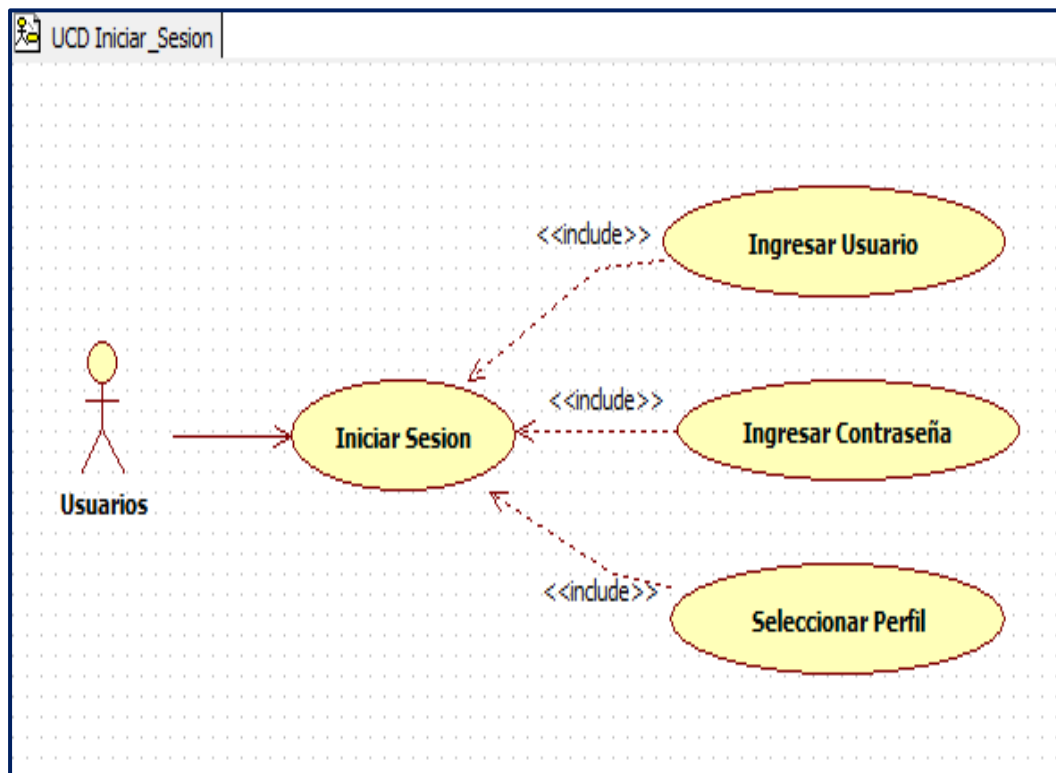 UCD Iniciar_Sesion
<<include>>
Ingresar Usuario
<<include>>
Iniciar Sesion
Ingresar Contraseña
Usuarios
<<include>>
Seleccionar Perfil